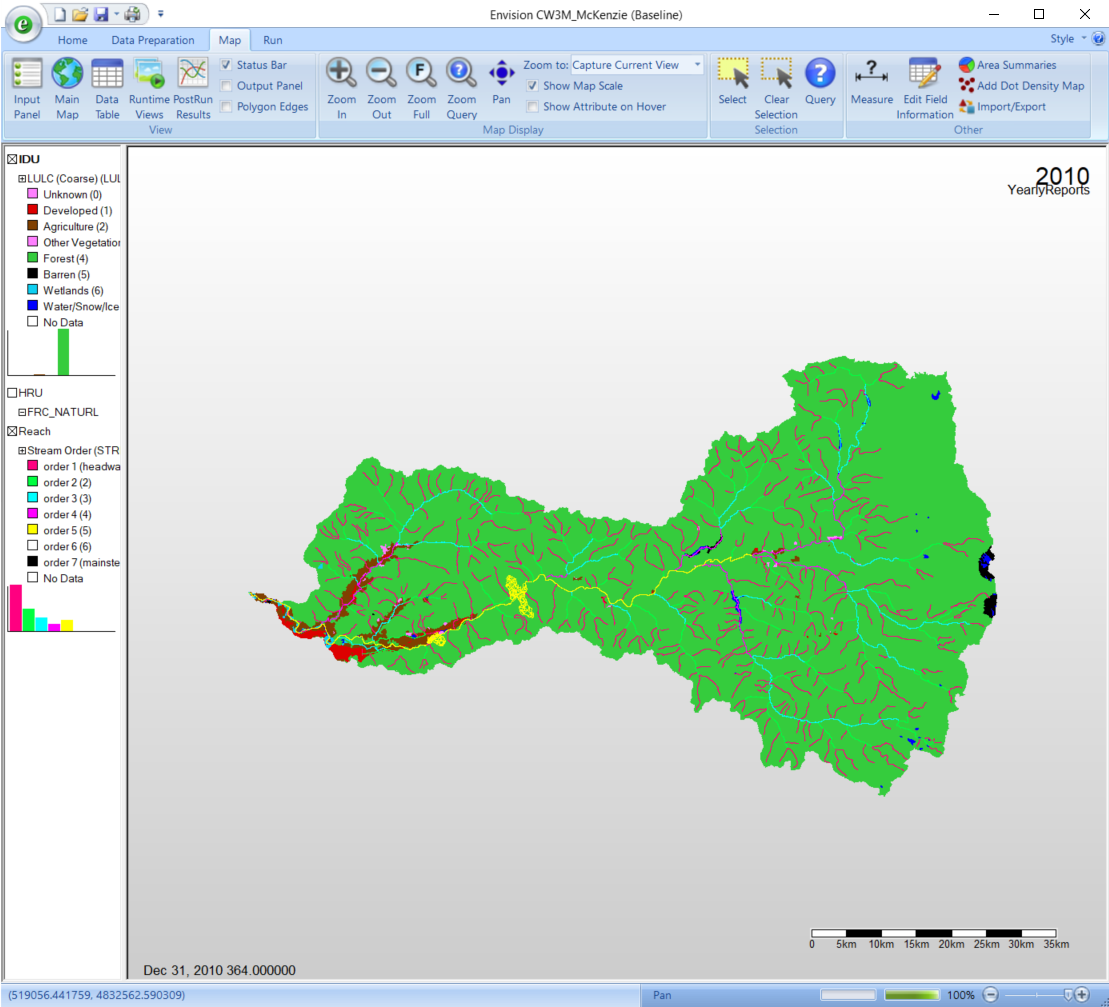 Envision CW3M_McKenzie (Baseline)
Home Data Preparation Map Run Style
Input Panel
Main Map
Data Table
Runtime Views
PostRun Results
Status Bar
Output Panel
Polygon Edges
View
Zoom In
Zoom Out
F
Zoom Full
Zoom Query
Pan
Zoom to: Capture Current View
Show Map Scale
Show Attribute on Hover
Map Display
Select
Clear Selection
Query
Selection
Measure
Edit Field Information
Area Summaries
Add Dot Density Map
Import/Export
Other
IDU
LULC (Coarse) (LUL
Unknown (0)
Developed (1)
Agriculture (2)
Other Vegetation
Forest (4)
Barren (5)
Wetlands (6)
Water/Snow/Ice
No Data
HRU
FRC_NATURL
Reach
Stream Order (STR
order 1 (headwa
order 2 (2)
order 3 (3)
order 4 (4)
order 5 (5)
order 6 (6)
order 7 (mainste
No Data
2010
YearlyReports
0 5km 10km 15km 20km 25km 30km 35km
Dec 31, 2010 364.000000
(519056.441759, 4832562.590309) Pan 100%